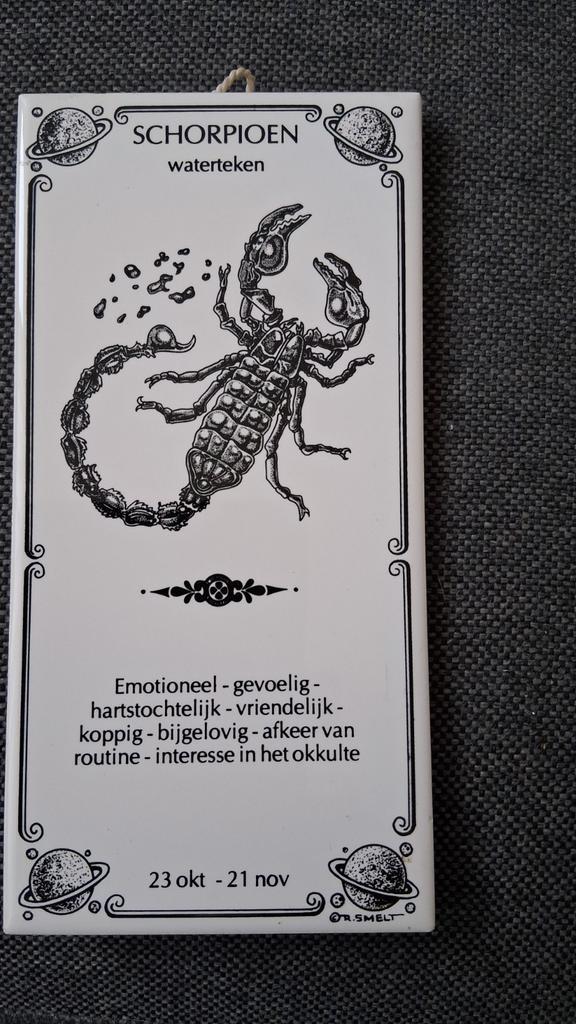 SCHORPIOEN
waterteken
Emotioneel - gevoelig -
hartstochtelijk - vriendelijk -
koppig - bijgelovig - afkeer van
routine - interesse in het okkulte
23 okt - 21 nov
© R. SMELT